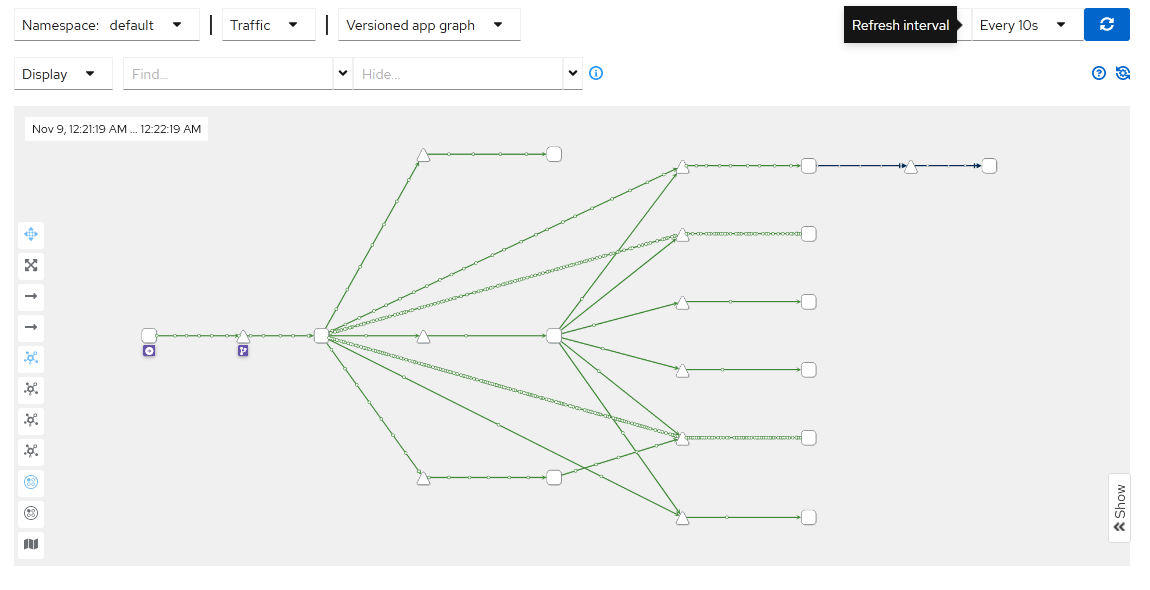 Namespace: default
Traffic
Versioned app graph
Refresh interval
Every 10s
Display
Find...
Hide...
Nov 9, 12:21:19 AM ... 12:22:19 AM
Show